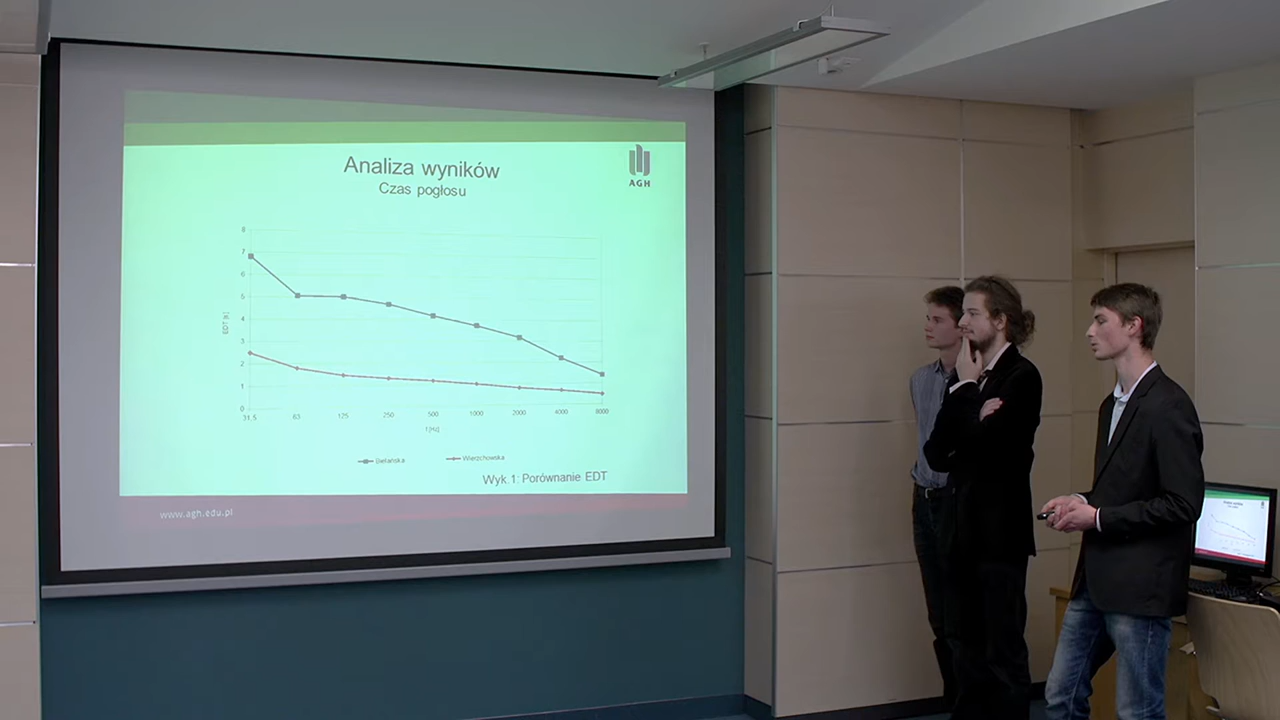 Analiza wyników
Czas pogłosu
AGH
8
7
6
5
4
3
2
1
0
EDT [s]
31,5 63 125 250 500 1000 2000 4000 8000
f [Hz]
Bielańska Wierzchowska
Wyk.1: Porównanie EDT
www.agh.edu.pl